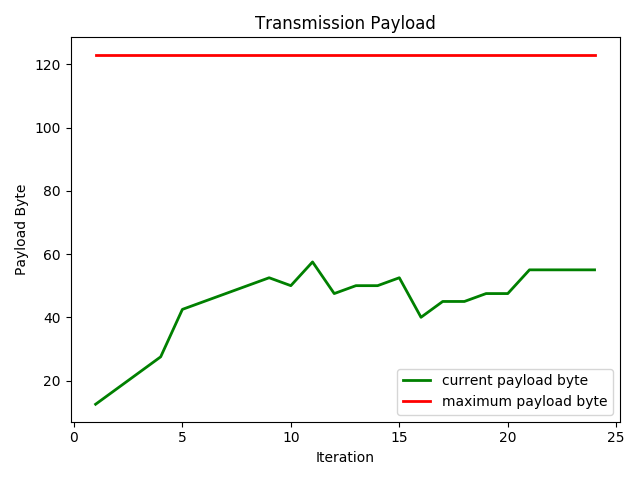 Transmission Payload
120
100
80
60
40
20
Payload Byte
current payload byte
maximum payload byte
0 5 10 15 20 25
Iteration